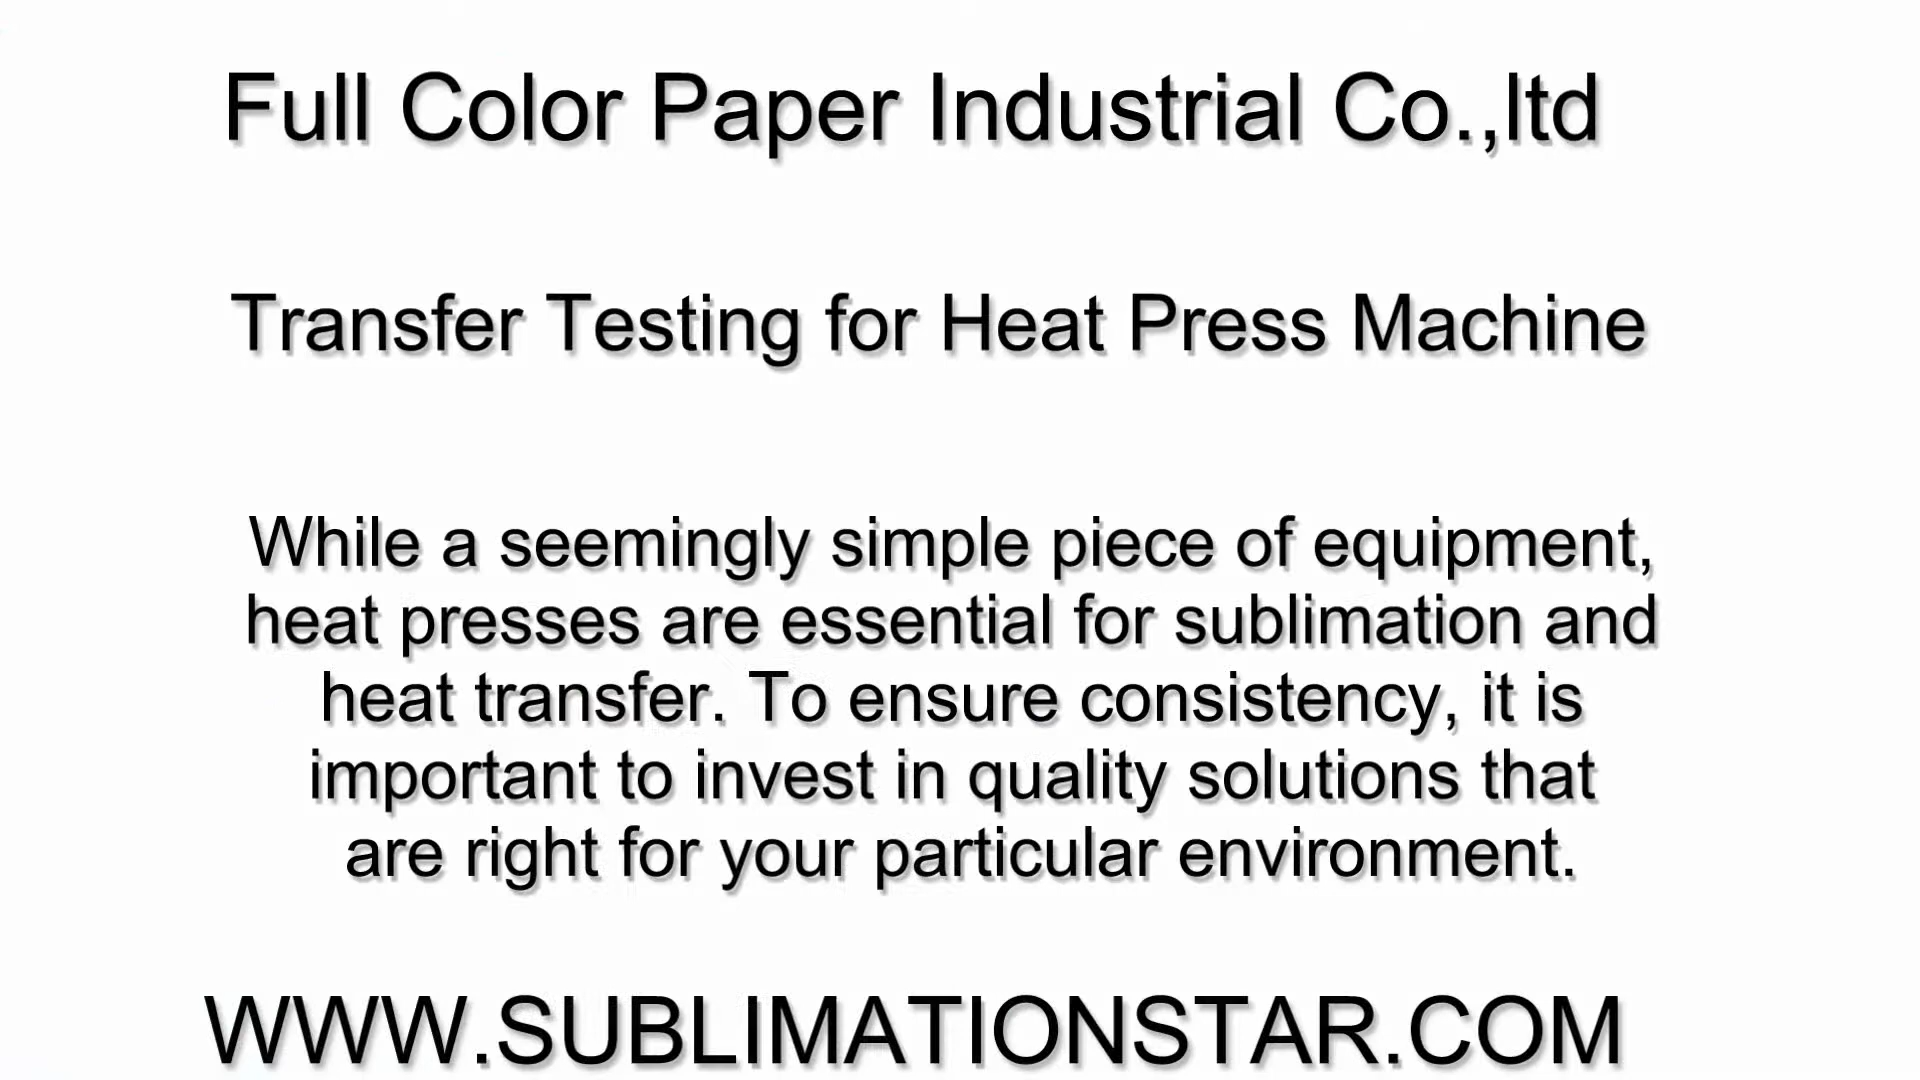 Full Color Paper Industrial Co.,ltd
Transfer Testing for Heat Press Machine
While a seemingly simple piece of equipment,
heat presses are essential for sublimation and
heat transfer. To ensure consistency, it is
important to invest in quality solutions that
are right for your particular environment.
WWW.SUBLIMATIONSTAR.COM